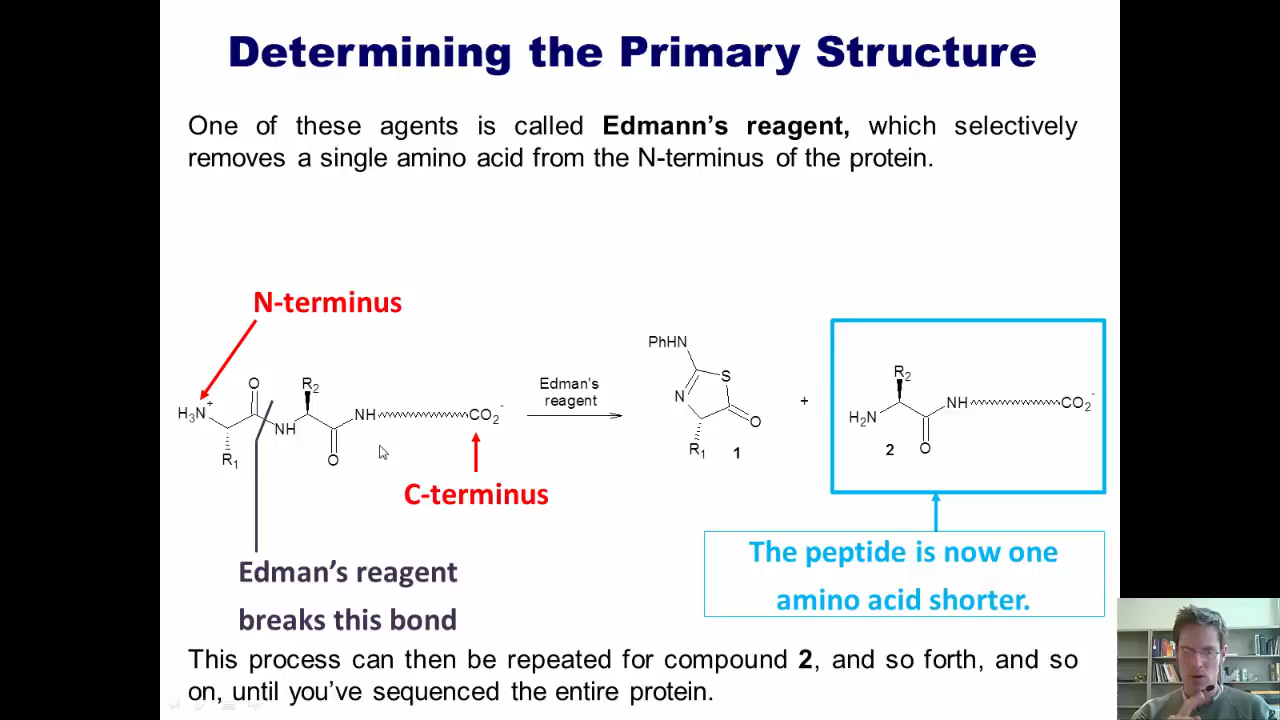 Determining the Primary Structure
One of these agents is called Edmann's reagent, which selectively
removes a single amino acid from the N-terminus of the protein.
N-terminus
H3N+
O
R1
NH
R2
O
NH
CO2-
C-terminus
Edman's reagent
breaks this bond
Edman's
reagent
PhHN
S
N
O
R1
1
+
R2
H2N
O
NH
CO2-
2
The peptide is now one
amino acid shorter.
This process can then be repeated for compound 2, and so forth, and so
on, until you've sequenced the entire protein.